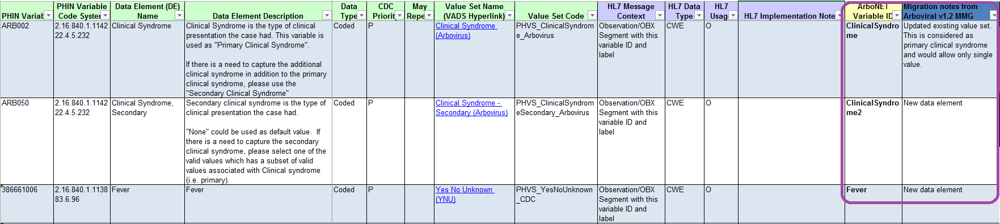 PHIN Variab
PHIN Variable
Code System
Data Element (DE)
Name
Data Element Description
Data
Type
CDC
Priorit
May
Repe
Value Set Name
(VADS Hyperlink)
Value Set Code
HL7 Message
Context
HL7 Data
Type
HL7
Usag
HL7 Implementation Note
ArboNET
Variable ID
Migration notes from
Arboviral v1.2 MMG
ARB002
2.16.840.1.1142
22.4.5.232
Clinical Syndrome
Clinical Syndrome is the type of clinical
presentation the case had. This variable is
used as "Primary Clinical Syndrome".
If there is a need to capture the additional
clinical syndrome in addition to the primary
clinical syndrome, please use the
"Secondary Clinical Syndrome"
Coded
P
Clinical Syndrome
(Arbovirus)
PHVS_ClinicalSyndrom
e_Arbovirus
Observation/OBX
Segment with this
variable ID and
label
CWE
O
ClinicalSyndro
me
Updated existing value set.
This is considered as
primary clinical syndrome
and would allow only single
value.
ARB050
2.16.840.1.1142
22.4.5.232
Clinical Syndrome,
Secondary
Secondary clinical syndrome is the type of
clinical presentation the case had.
"None" could be used as default value.  If
there is a need to capture the secondary
clinical syndrome, please select one of the
valid values which has a subset of valid
values associated with Clinical syndrome
(i.e. primary).
Coded
P
Clinical Syndrome -
Secondary (Arbovirus)
PHVS_ClinicalSyndrom
eSecondary_Arbovirus
Observation/OBX
Segment with this
variable ID and
label
CWE
O
ClinicalSyndro
me2
New data element
386661006
2.16.840.1.1138
83.6.96
Fever
Fever
Coded
P
Yes No Unknown
(YNU)
PHVS_YesNoUnknown
_CDC
Observation/OBX
Segment with this
variable ID and
label
CWE
O
Fever
New data element